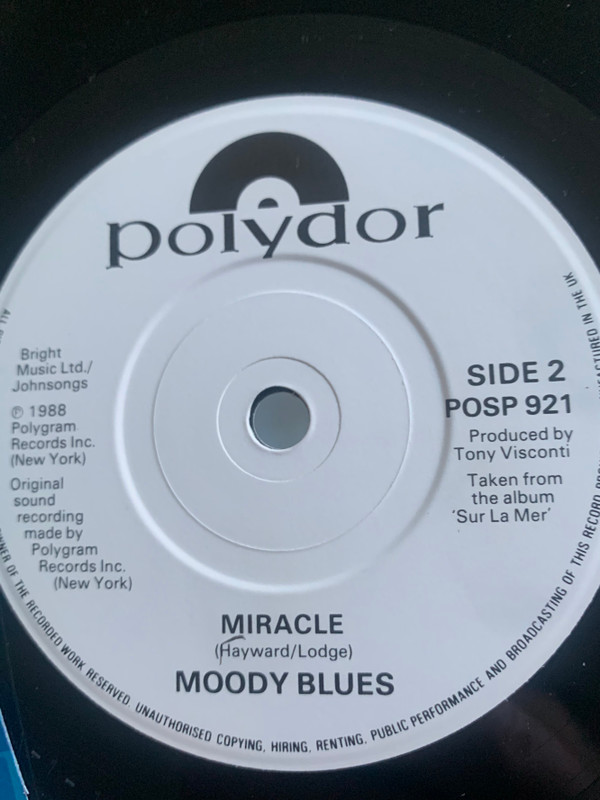 polydor
Bright
Music Ltd./
Johnsongs
℗ 1988
Polygram
Records Inc.
(New York)
Original
sound
recording
made by
Polygram
Records Inc.
(New York)
SIDE 2
POSP 921
Produced by
Tony Visconti
Taken from
the album
'Sur La Mer'
MIRACLE
(Hayward/Lodge)
MOODY BLUES
OWNER OF THE RECORDED WORK RESERVED. UNAUTHORISED COPYING, HIRING, RENTING, PUBLIC PERFORMANCE AND BROADCASTING OF THIS RECORD
IN THE UK